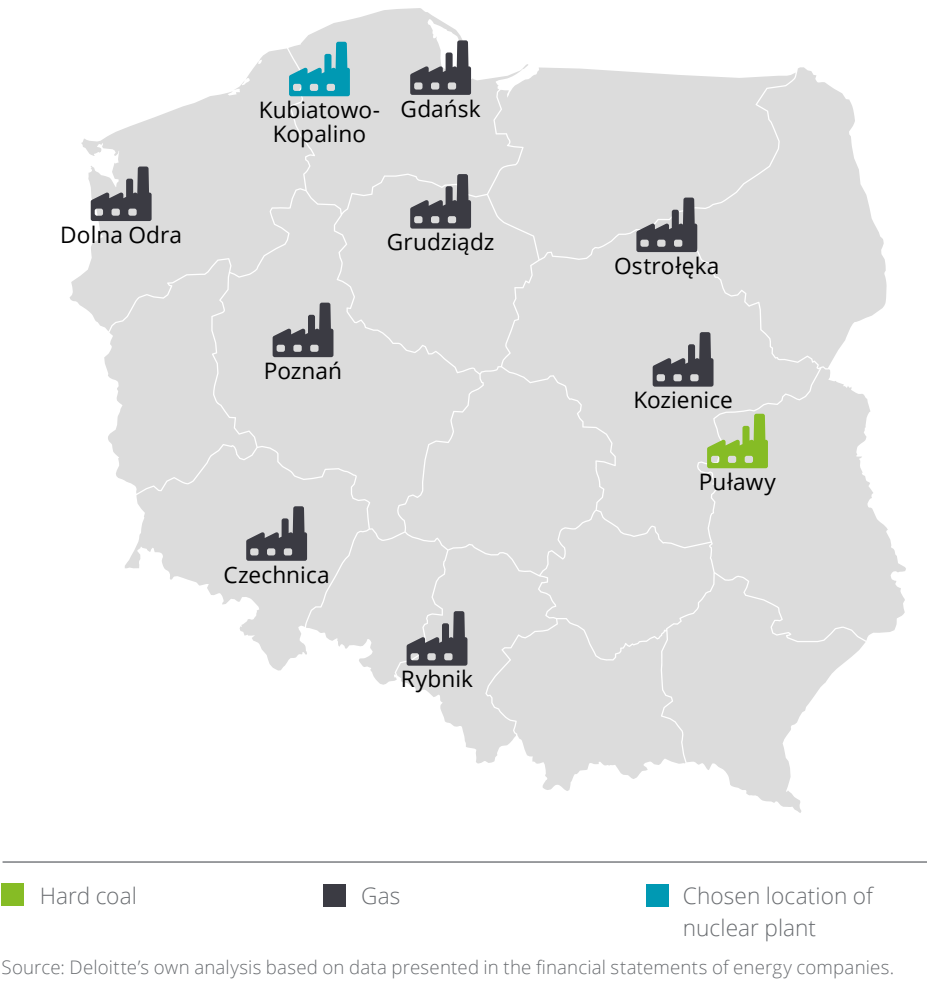 Kubiatowo-
Kopalino
Gdańsk
Dolna Odra
Grudziądz
Ostrołęka
Poznań
Kozienice
Puławy
Czechnica
Rybnik
Hard coal
Gas
Chosen location of
nuclear plant
Source: Deloitte's own analysis based on data presented in the financial statements of energy companies.